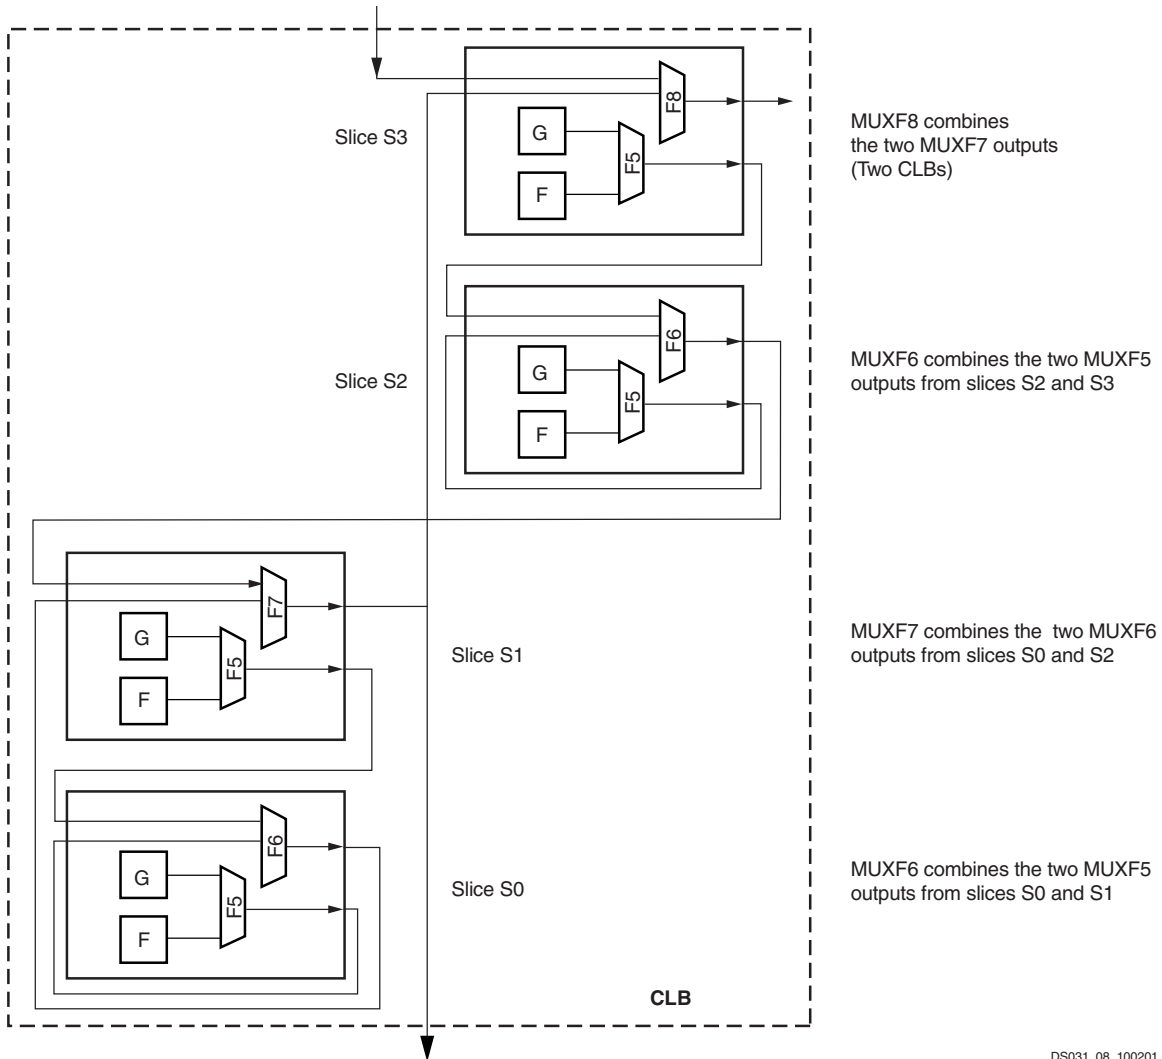 Slice S3
G
F
F5
F8
MUXF8 combines
the two MUXF7 outputs
(Two CLBs)
Slice S2
G
F
F5
F6
MUXF6 combines the two MUXF5
outputs from slices S2 and S3
G
F
F5
F7
Slice S1
MUXF7 combines the two MUXF6
outputs from slices S0 and S2
G
F
F5
F6
Slice S0
MUXF6 combines the two MUXF5
outputs from slices S0 and S1
CLB
DS031_08_100201